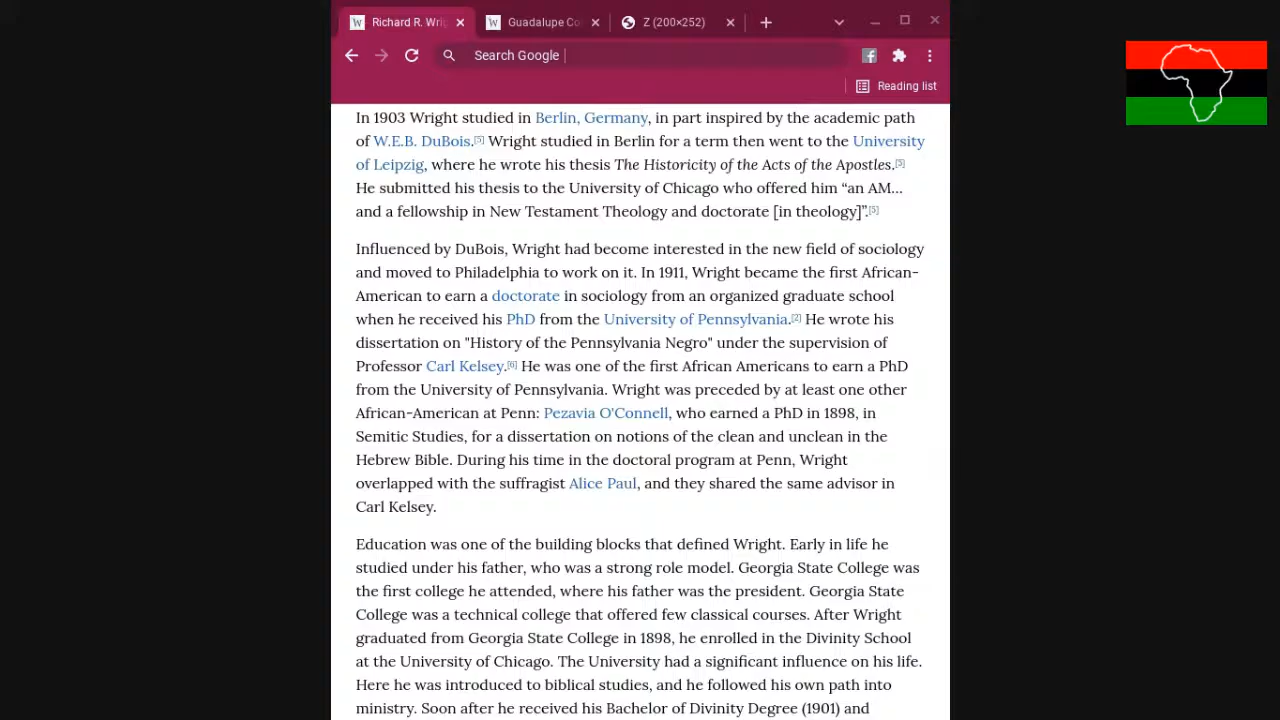 Richard R. Wri
Guadalupe Co
Z (200×252)
Search Google
Reading list
In 1903 Wright studied in Berlin, Germany, in part inspired by the academic path
of W.E.B. DuBois.[5] Wright studied in Berlin for a term then went to the University
of Leipzig, where he wrote his thesis The Historicity of the Acts of the Apostles.[5]
He submitted his thesis to the University of Chicago who offered him “an AM...
and a fellowship in New Testament Theology and doctorate [in theology]”.[5]
Influenced by DuBois, Wright had become interested in the new field of sociology
and moved to Philadelphia to work on it. In 1911, Wright became the first African-
American to earn a doctorate in sociology from an organized graduate school
when he received his PhD from the University of Pennsylvania.[2] He wrote his
dissertation on "History of the Pennsylvania Negro" under the supervision of
Professor Carl Kelsey.[6] He was one of the first African Americans to earn a PhD
from the University of Pennsylvania. Wright was preceded by at least one other
African-American at Penn: Pezavia O'Connell, who earned a PhD in 1898, in
Semitic Studies, for a dissertation on notions of the clean and unclean in the
Hebrew Bible. During his time in the doctoral program at Penn, Wright
overlapped with the suffragist Alice Paul, and they shared the same advisor in
Carl Kelsey.
Education was one of the building blocks that defined Wright. Early in life he
studied under his father, who was a strong role model. Georgia State College was
the first college he attended, where his father was the president. Georgia State
College was a technical college that offered few classical courses. After Wright
graduated from Georgia State College in 1898, he enrolled in the Divinity School
at the University of Chicago. The University had a significant influence on his life.
Here he was introduced to biblical studies, and he followed his own path into
ministry. Soon after he received his Bachelor of Divinity Degree (1901) and